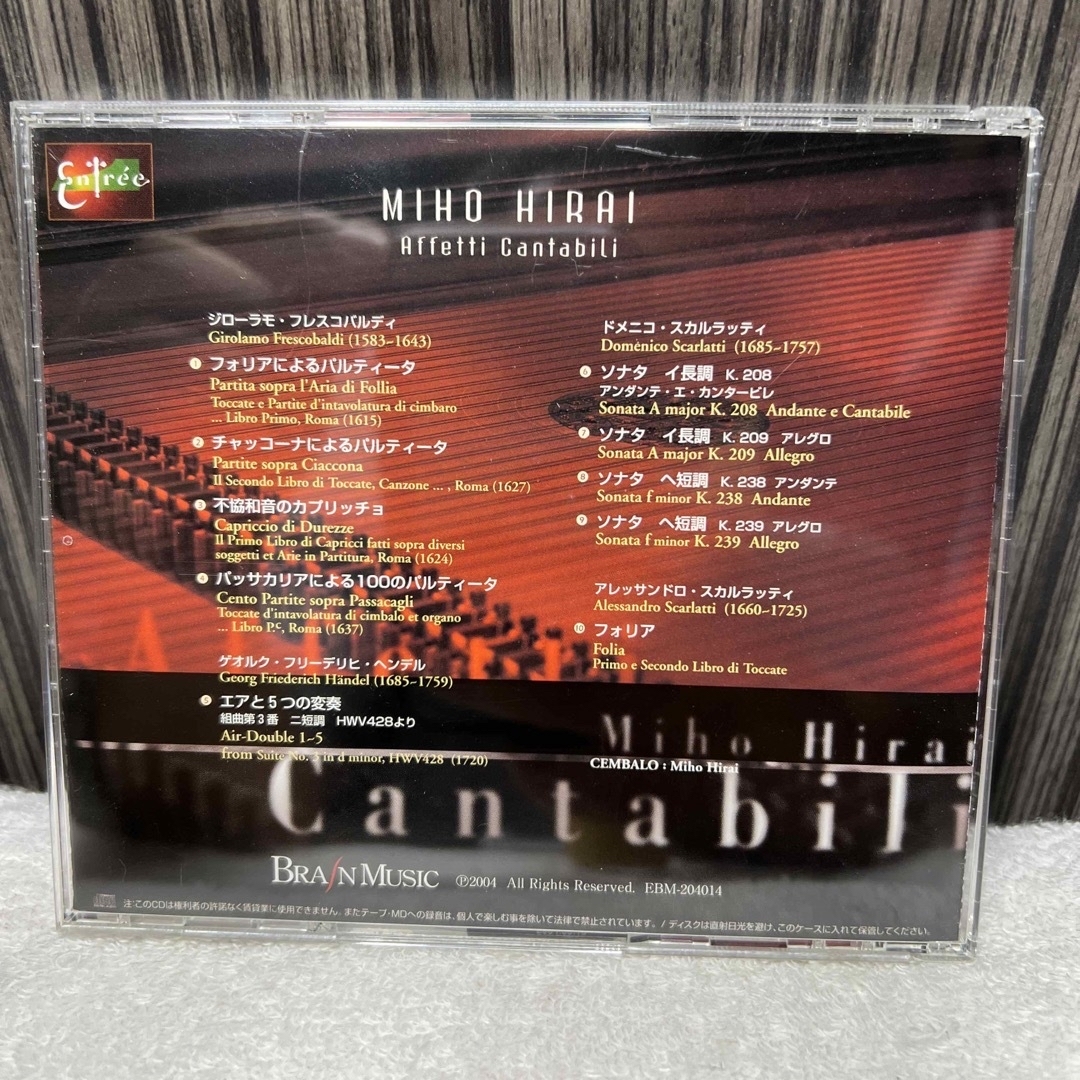 Entrée
MIHO HIRAI
Affetti Cantabili
ジローラモ・フレスコバルディ
Girolamo Frescobaldi (1583~1643)
1 フォリアによるパルティータ
Partita sopra l'Aria di Follia
Toccate e Partite d'intavolatura di cimbaro
... Libro Primo, Roma (1615)
2 チャッコーナによるパルティータ
Partite sopra Ciaccona
Il Secondo Libro di Toccate, Canzone ... , Roma (1627)
3 不協和音のカプリッチョ
Capriccio di Durezze
Il Primo Libro di Capricci fatti sopra diversi
soggetti et Arie in Partitura, Roma (1624)
4 パッサカリアによる100のパルティータ
Cento Partite sopra Passacagli
Toccate d'intavolatura di cimbalo et organo
... Libro P.c, Roma (1637)
ゲオルク・フリーデリヒ・ヘンデル
Georg Friederich Händel (1685~1759)
5 エアと5つの変奏
組曲第3番 ニ短調 HWV428より
Air-Double 1~5
from Suite No. 3 in d minor, HWV428 (1720)
ドメニコ・スカルラッティ
Doménico Scarlatti (1685~1757)
6 ソナタ イ長調 K. 208
アンダンテ・エ・カンタービレ
Sonata A major K. 208 Andante e Cantabile
7 ソナタ イ長調 K. 209 アレグロ
Sonata A major K. 209 Allegro
8 ソナタ ヘ短調 K. 238 アンダンテ
Sonata f minor K. 238 Andante
9 ソナタ ヘ短調 K. 239 アレグロ
Sonata f minor K. 239 Allegro
アレッサンドロ・スカルラッティ
Alessandro Scarlatti (1660~1725)
10 フォリア
Folia
Primo e Secondo Libro di Toccate
Miho Hirai
CEMBALO : Miho Hirai
Cantabili
BRAIN MUSIC ℗2004 All Rights Reserved. EBM-204014
注:このCDは権利者の許諾なく賃貸業に使用できません。またテープ・MDへの録音は、個人で楽しむ事を除いて法律で禁止されています。/ディスクは直射日光を避け、このケースに入れて保管してください。